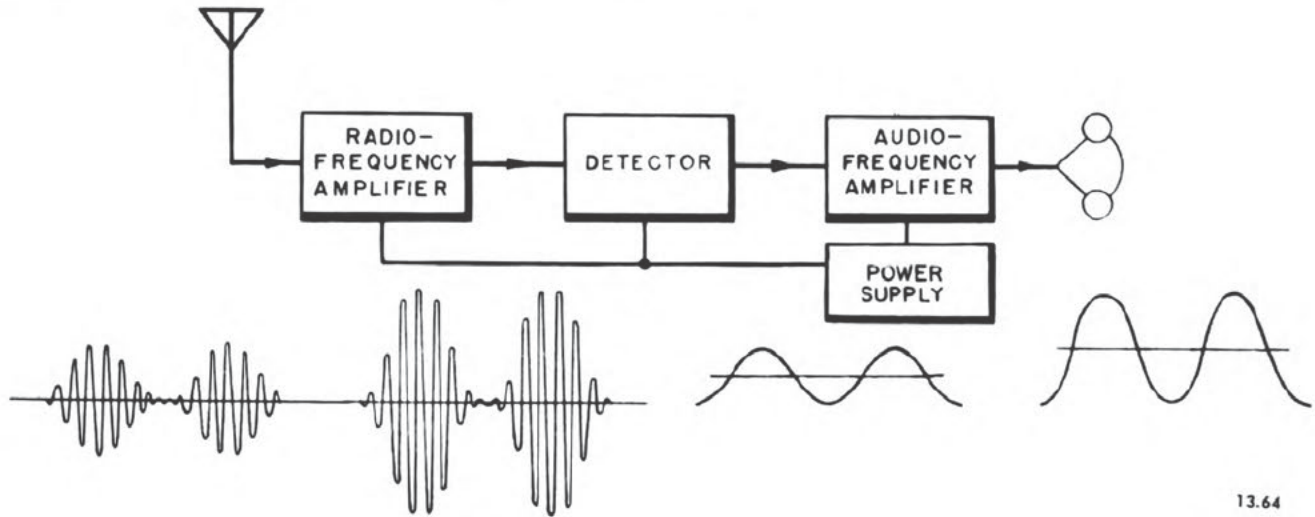 RADIO-
FREQUENCY
AMPLIFIER
DETECTOR
AUDIO-
FREQUENCY
AMPLIFIER
POWER
SUPPLY
13.64